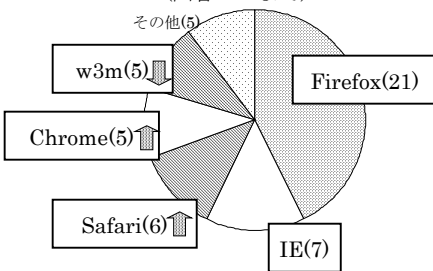 その他(5)
w3m(5)
Firefox(21)
Chrome(5)
Safari(6)
IE(7)